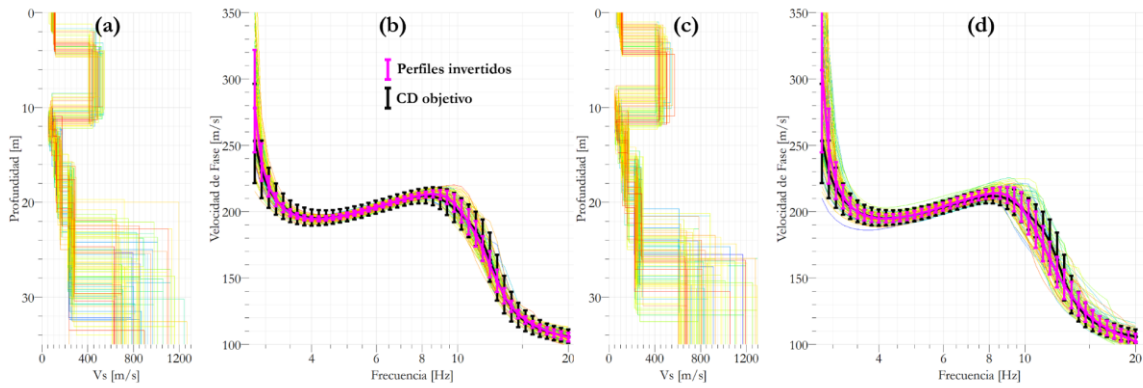 (a)
0
10
20
30
Profundidad [m]
0 400 800 1200
Vs [m/s]
(b)
350
300
250
200
150
100
Velocidad de Fase [m/s]
Perfiles invertidos
CD objetivo
4 6 8 10 20
Frecuencia [Hz]
(c)
0
10
20
30
Profundidad [m]
0 400 800 1200
Vs [m/s]
(d)
350
300
250
200
150
100
Velocidad de Fase [m/s]
4 6 8 10 20
Frecuencia [Hz]